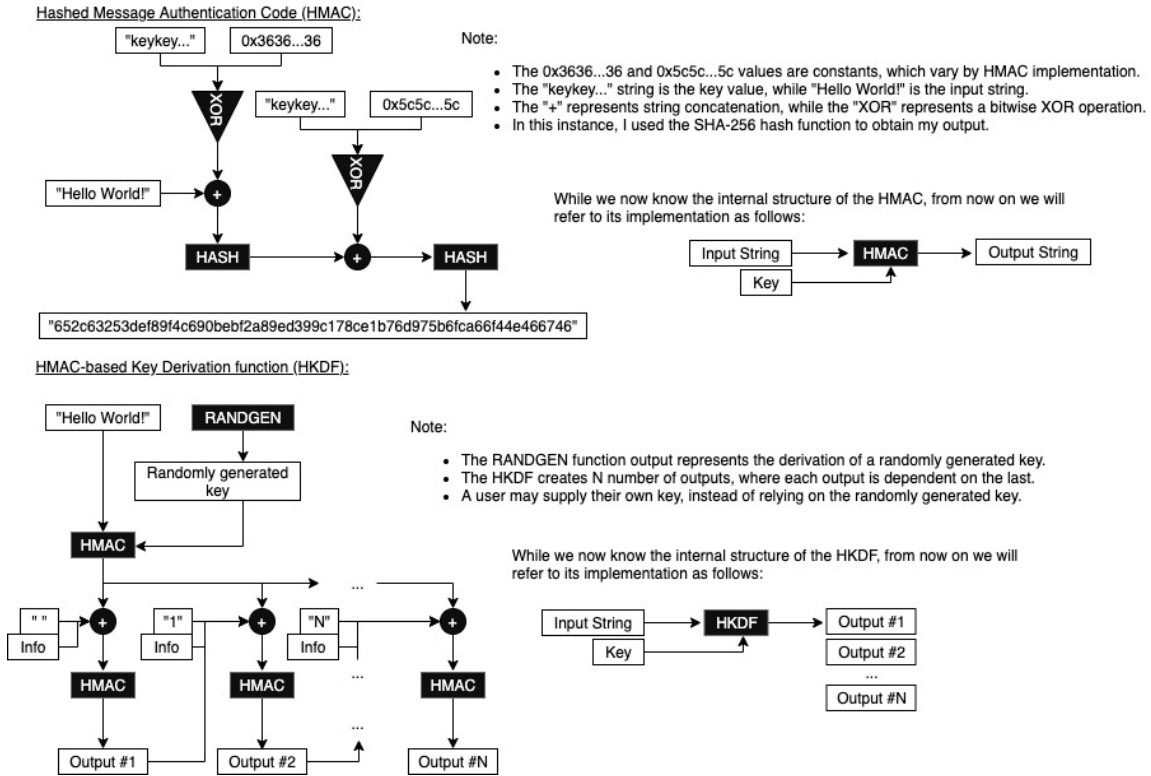 Hashed Message Authentication Code (HMAC):
"keykey..."
0x3636...36
XOR
"keykey..."
0x5c5c...5c
XOR
"Hello World!"
+
HASH
+
HASH
"652c63253def89f4c690bebf2a89ed399c178ce1b76d975b6fca66f44e466746"
Note:
• The 0x3636...36 and 0x5c5c...5c values are constants, which vary by HMAC implementation.
• The "keykey..." string is the key value, while "Hello World!" is the input string.
• The "+" represents string concatenation, while the "XOR" represents a bitwise XOR operation.
• In this instance, I used the SHA-256 hash function to obtain my output.
While we now know the internal structure of the HMAC, from now on we will
refer to its implementation as follows:
Input String
HMAC
Output String
Key
HMAC-based Key Derivation function (HKDF):
"Hello World!"
RANDGEN
Randomly generated
key
HMAC
...
" "
Info
+
"1"
Info
+
"N"
Info
+
...
HMAC
HMAC
HMAC
...
Output #1
Output #2
Output #N
Note:
• The RANDGEN function output represents the derivation of a randomly generated key.
• The HKDF creates N number of outputs, where each output is dependent on the last.
• A user may supply their own key, instead of relying on the randomly generated key.
While we now know the internal structure of the HKDF, from now on we will
refer to its implementation as follows:
Input String
HKDF
Key
Output #1
Output #2
...
Output #N